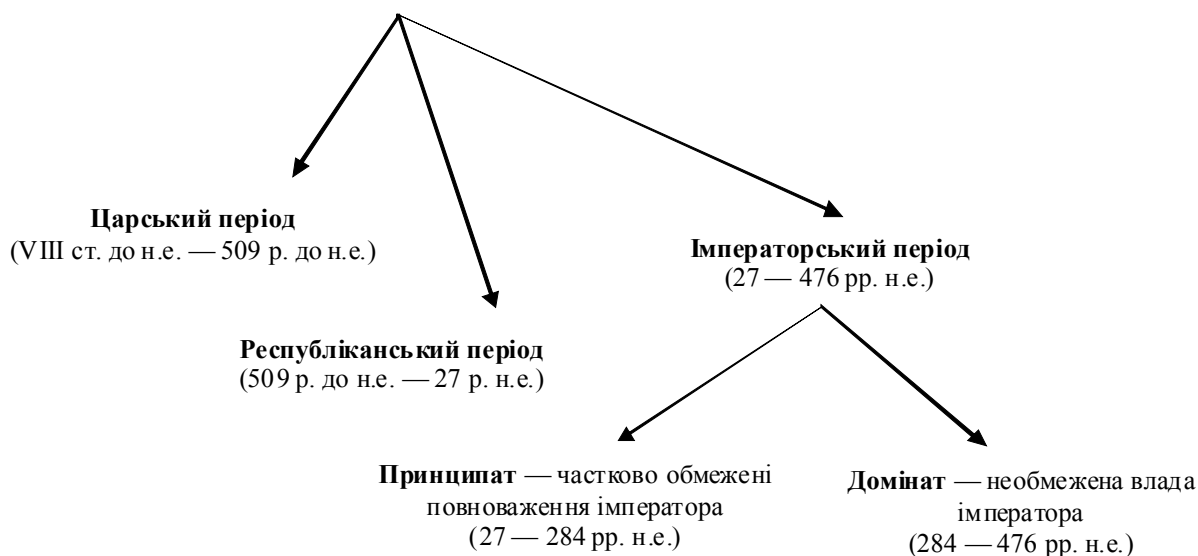 Царський період
(VIII ст. до н.е. — 509 р. до н.е.)
Імператорський період
(27 — 476 рр. н.е.)
Республіканський період
(509 р. до н.е. — 27 р. н.е.)
Принципат — частково обмежені
повноваження імператора
(27 — 284 рр. н.е.)
Домінат — необмежена влада
імператора
(284 — 476 рр. н.е.)